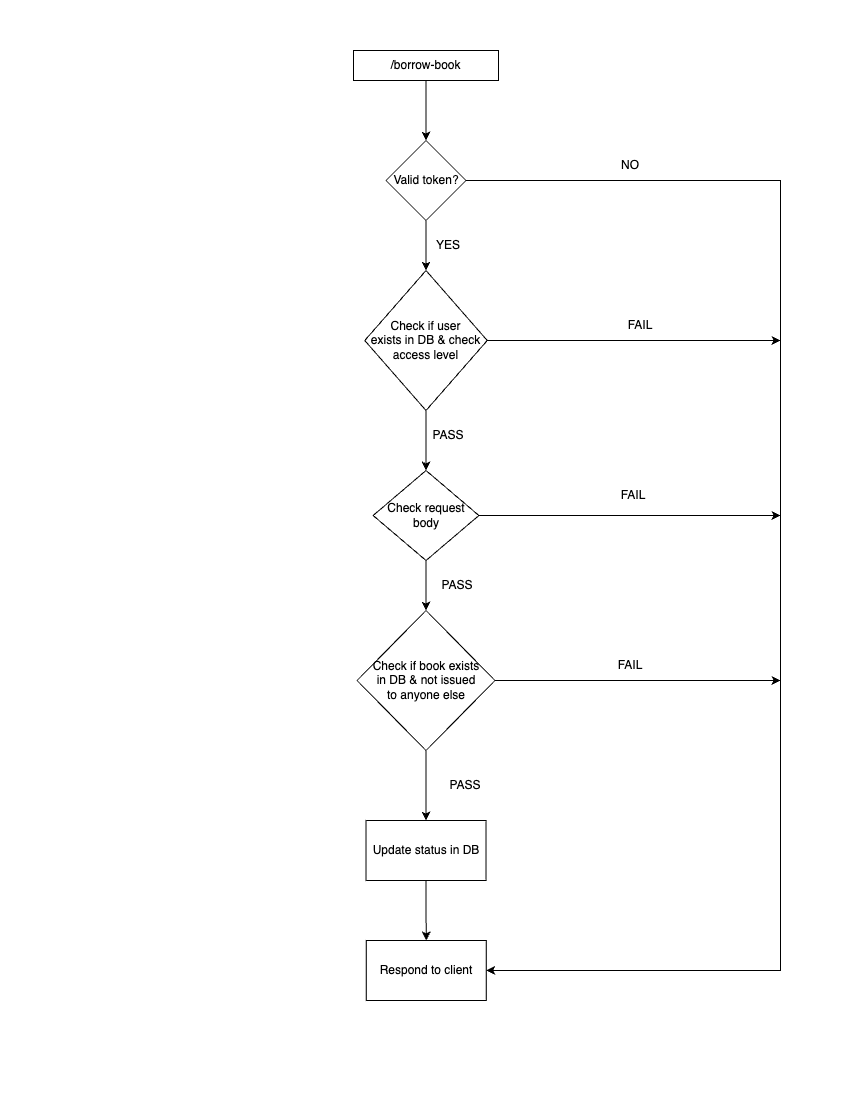 /borrow-book
Valid token?
NO
YES
Check if user
exists in DB & check
access level
FAIL
PASS
Check request
body
FAIL
PASS
Check if book exists
in DB & not issued
to anyone else
FAIL
PASS
Update status in DB
Respond to client